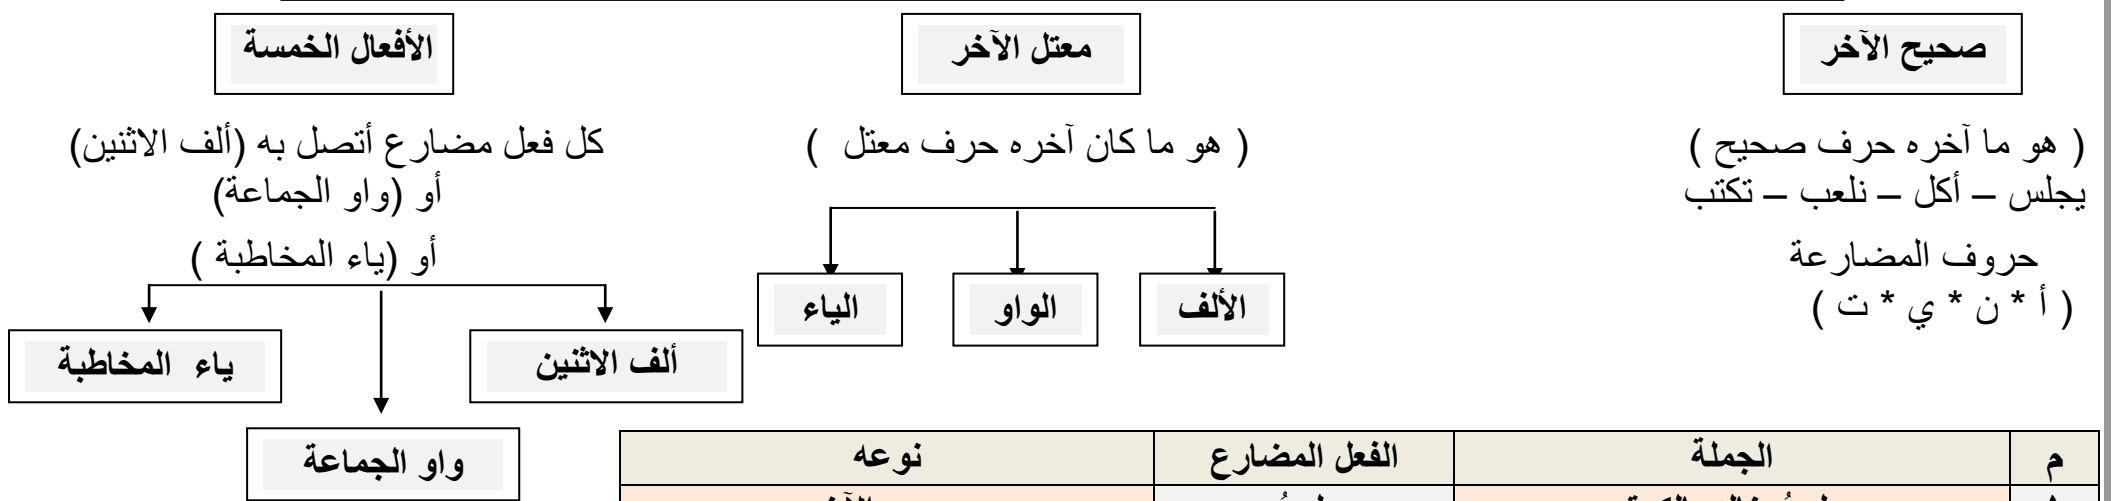 صحيح الآخر
( هو ما آخره حرف صحيح )
يجلس – أكل – نلعب – تكتب
حروف المضارعة
( أ * ن * ي * ت )
معتل الآخر
( هو ما كان آخره حرف معتل )
الألف
الواو
الياء
الأفعال الخمسة
كل فعل مضارع أتصل به (ألف الاثنين)
أو (واو الجماعة)
أو (ياء المخاطبة )
ألف الاثنين
ياء المخاطبة
واو الجماعة
م الجملة الفعل المضارع نوعه